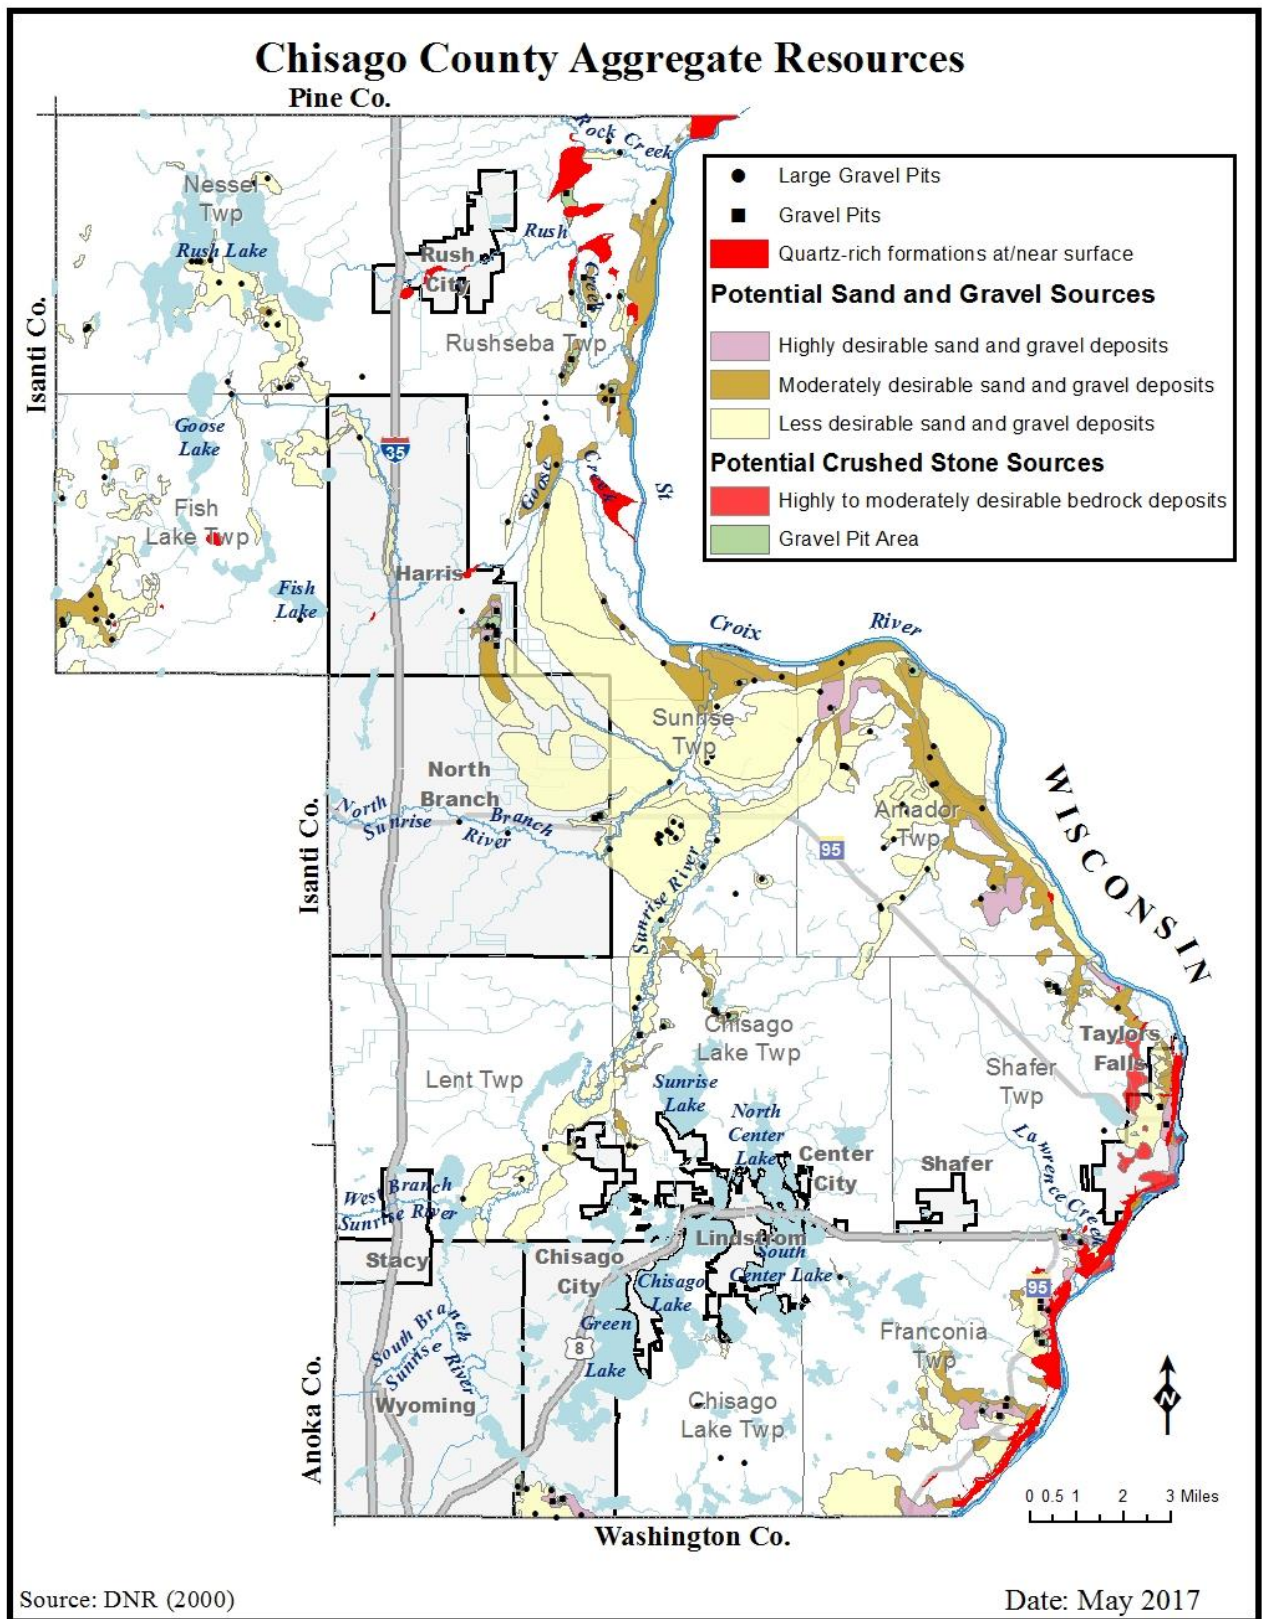 Chisago County Aggregate Resources
Pine Co.
Rock Creek
Large Gravel Pits
Gravel Pits
Quartz-rich formations at/near surface
Potential Sand and Gravel Sources
Highly desirable sand and gravel deposits
Moderately desirable sand and gravel deposits
Less desirable sand and gravel deposits
Potential Crushed Stone Sources
Highly to moderately desirable bedrock deposits
Gravel Pit Area
Nessel
Twp
Rush Lake
Rush
City
Rush
Creek
Isanti Co.
Rushseba Twp
Goose
Lake
35
Goose
Creek
St
Fish
Lake Twp
Harris
Fish
Lake
Croix
River
Sunrise
Twp
North
Branch
North
Branch
Sunrise
River
Isanti Co.
Amador
Twp
95
WISCONSIN
Sunrise River
Chisago
Lake Twp
Taylors
Falls
Lent Twp
Shafer
Twp
Sunrise
Lake
North
Center
Lake
Center
City
Shafer
Lawrence Creek
West Branch
Sunrise River
Stacy
Chisago
City
Lindstrom
South
Center Lake
Chisago
Lake
95
Green
Lake
8
South Branch
Sunrise River
Franconia
Twp
Wyoming
Chisago
Lake Twp
Anoka Co.
N
0 0.5 1 2 3 Miles
Washington Co.
Source: DNR (2000)
Date: May 2017